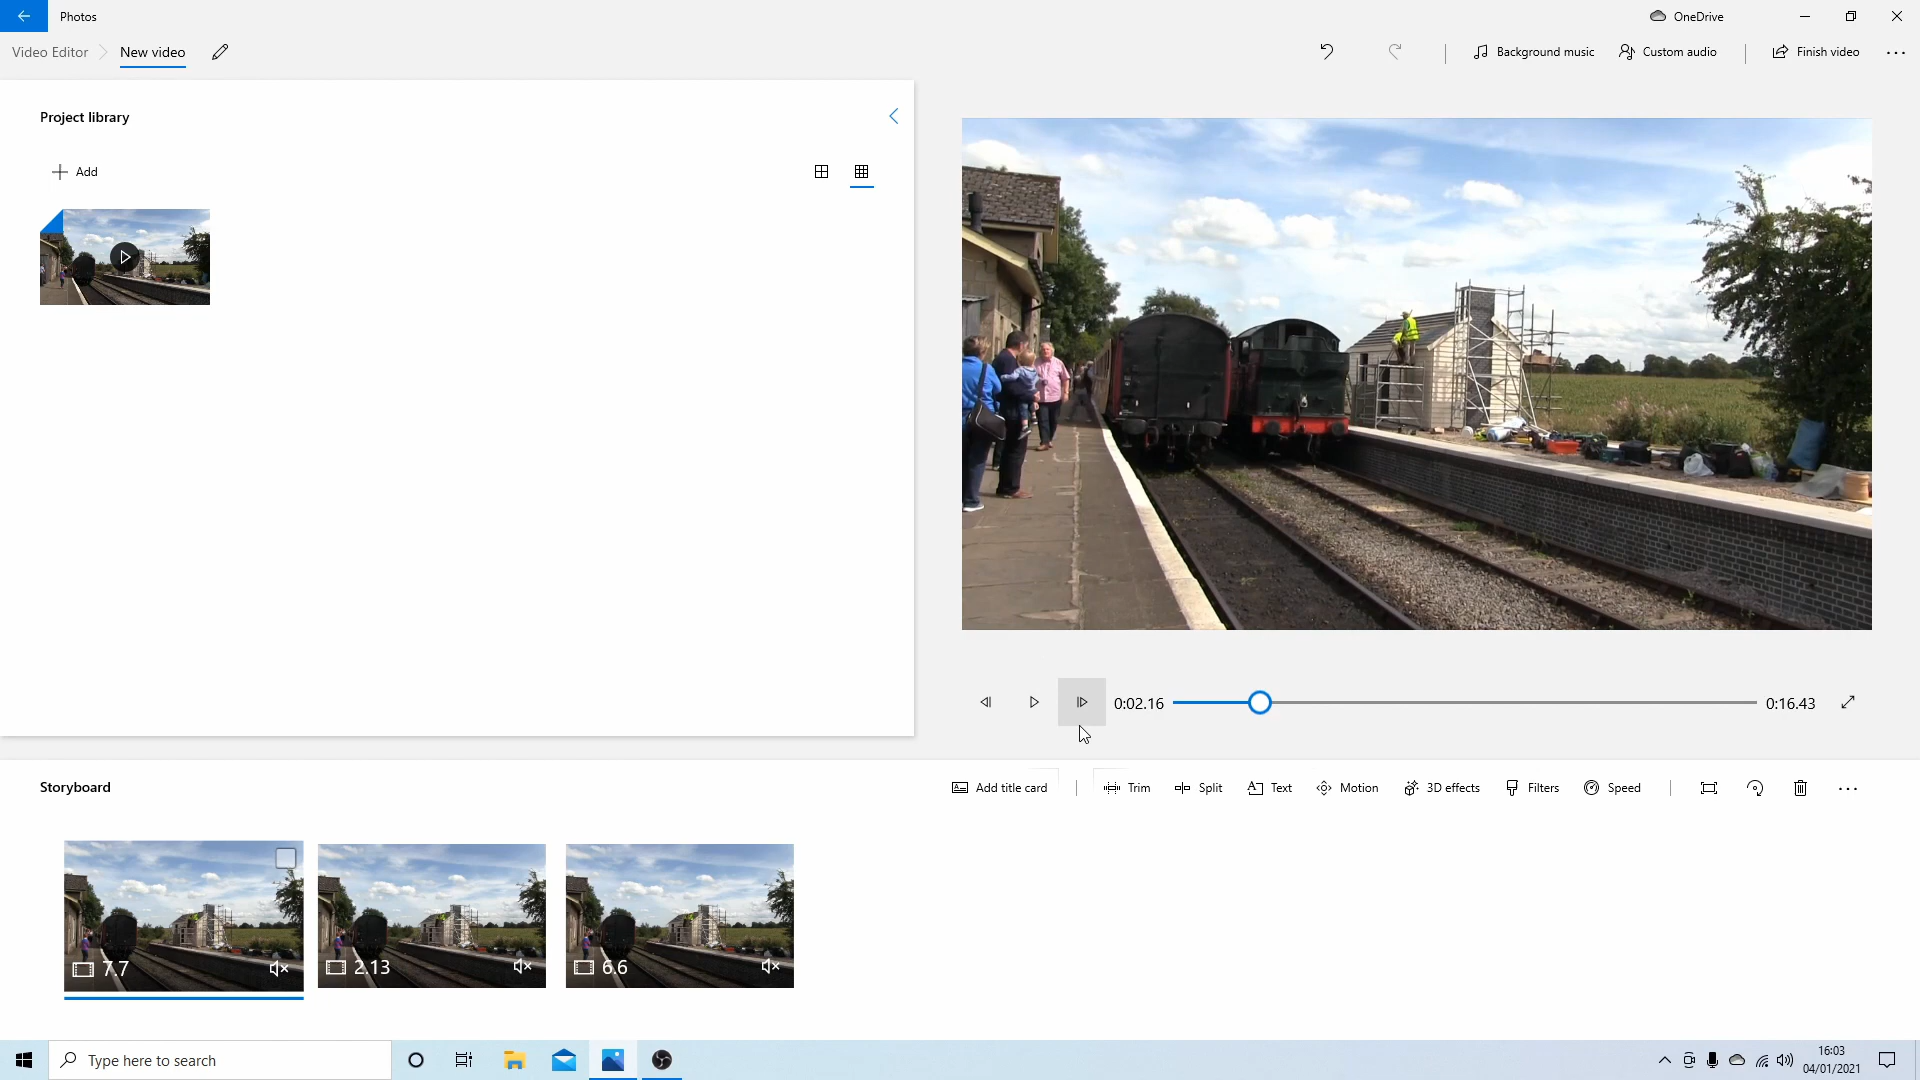 Photos
OneDrive
Video Editor
New video
Background music
Custom audio
Finish video
Project library
Add
0:02.16
0:16.43
Storyboard
Add title card
Trim
Split
Text
Motion
3D effects
Filters
Speed
7.7
2.13
6.6
Type here to search
16:03
04/01/2021